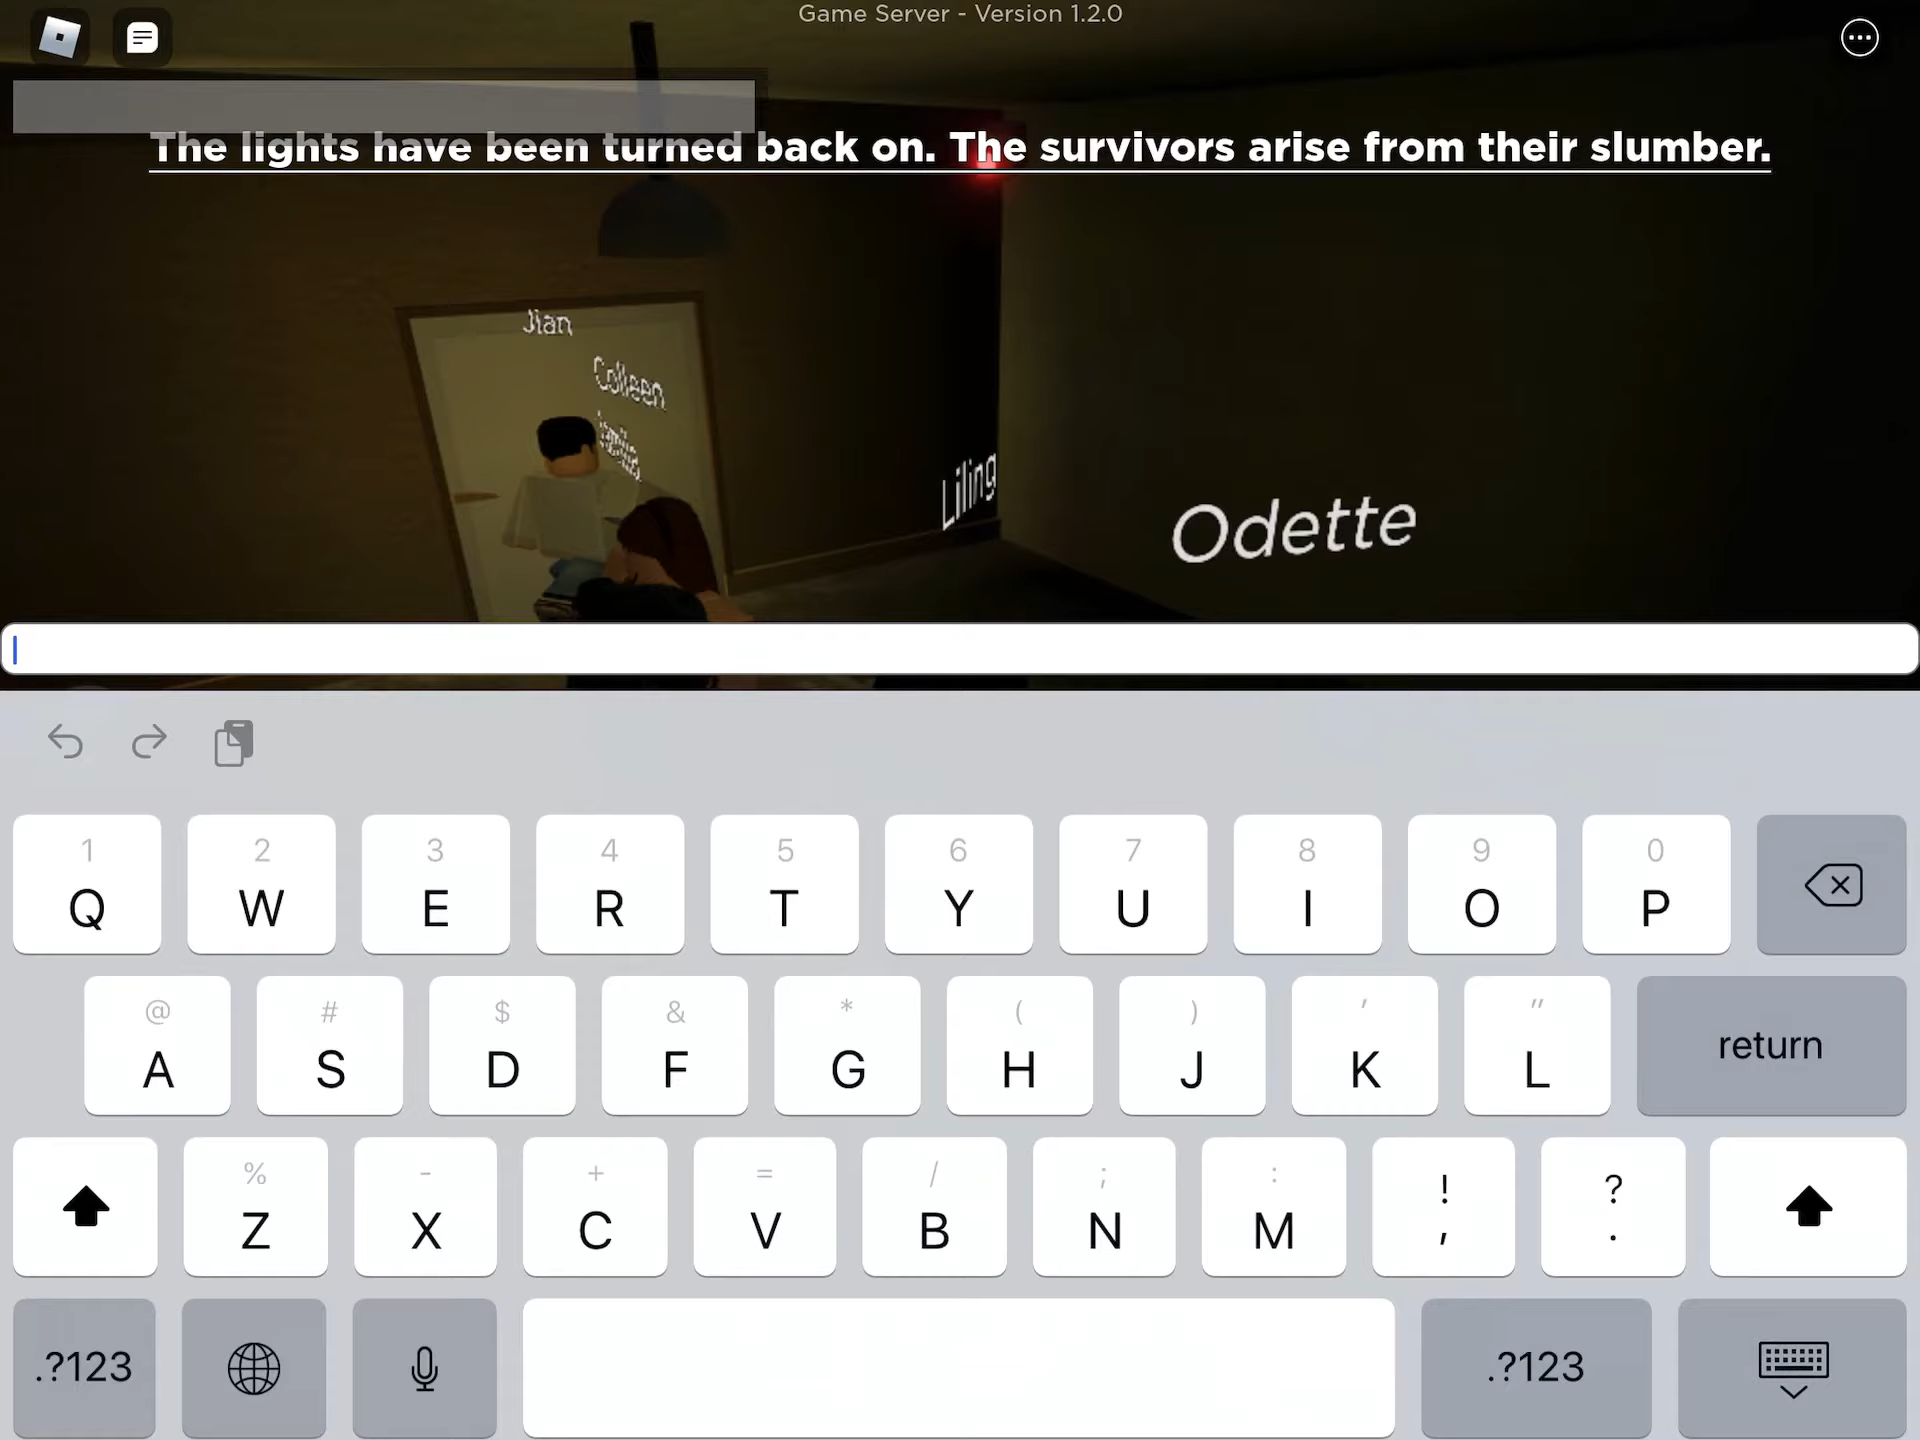 Game Server - Version 1.2.0
The lights have been turned back on. The survivors arise from their slumber.
Jian
Colleen
Liling
Odette
1 2 3 4 5 6 7 8 9 0
Q W E R T Y U I O P
@ # $ & * ( ) ' "
A S D F G H J K L return
% - + = / ; : ! ?
Z X C V B N M , .
.?123 .?123